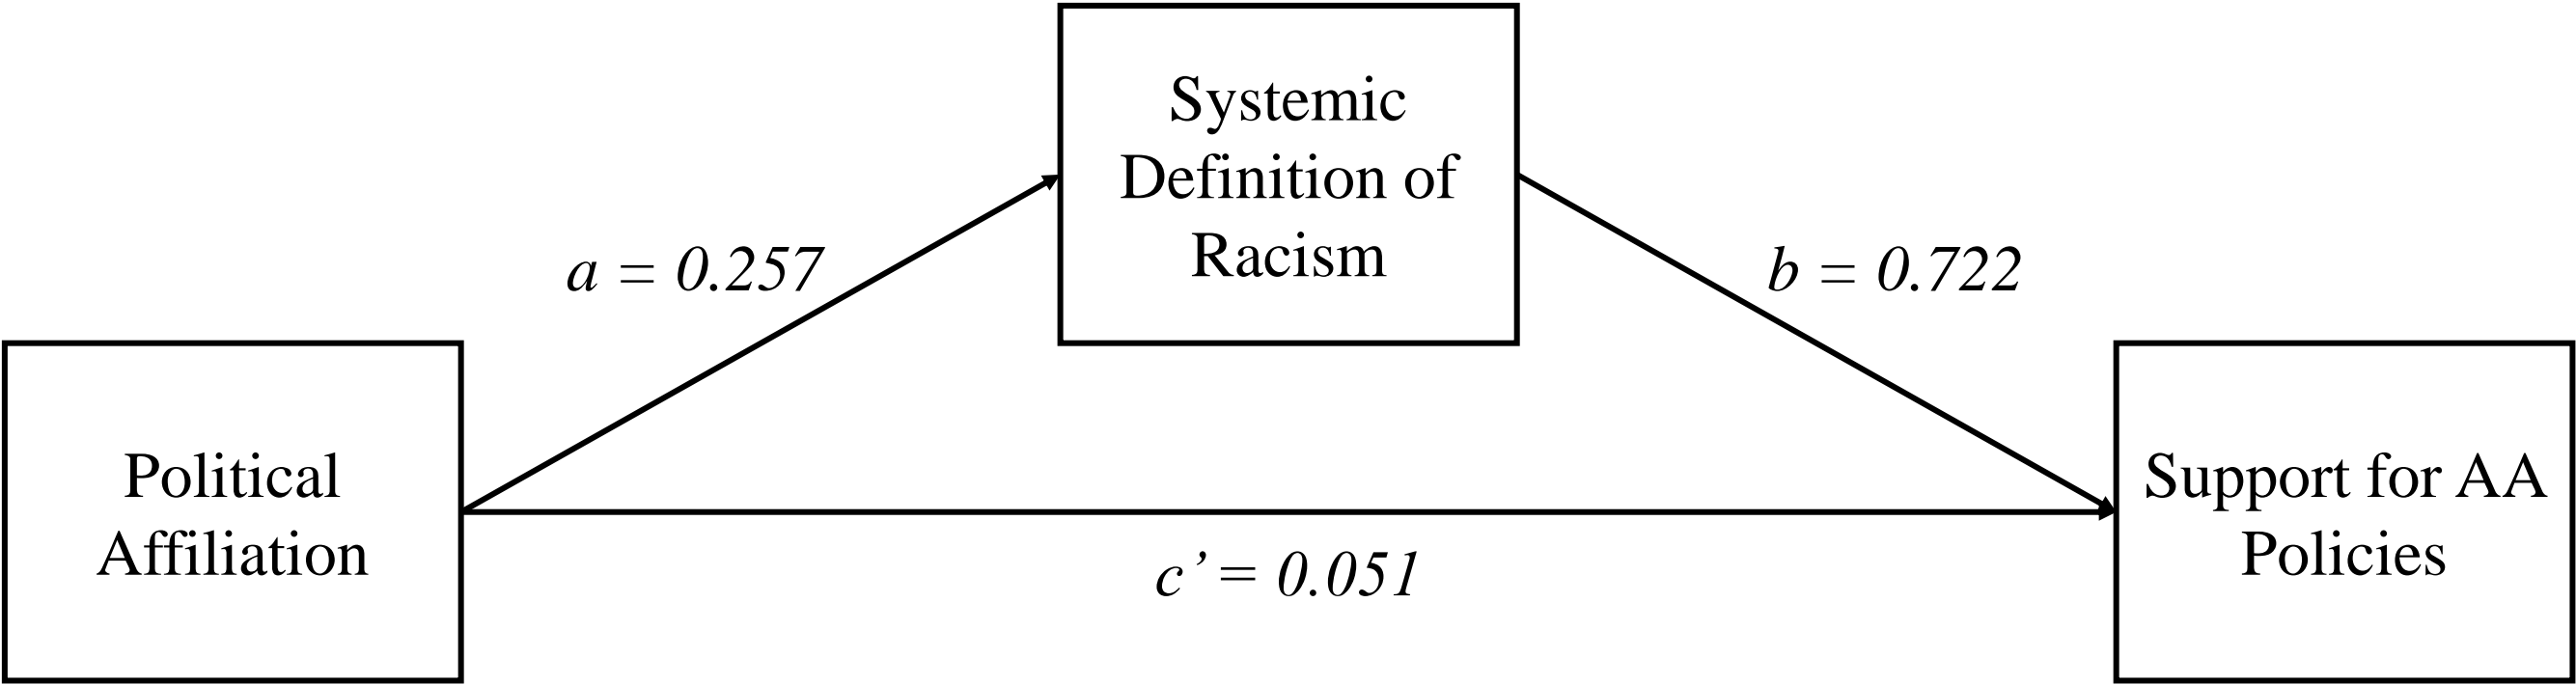 Systemic
Definition of
Racism
a = 0.257
b = 0.722
Political
Affiliation
Support for AA
Policies
c’= 0.051